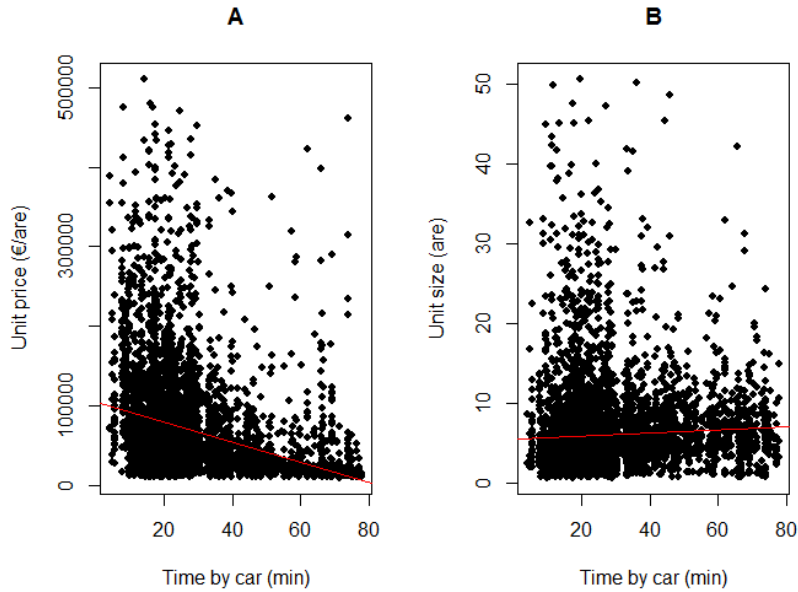 A
Unit price (€/are)
500000
300000
100000
0
20 40 60 80
Time by car (min)
B
Unit size (are)
50
40
30
20
10
0
20 40 60 80
Time by car (min)